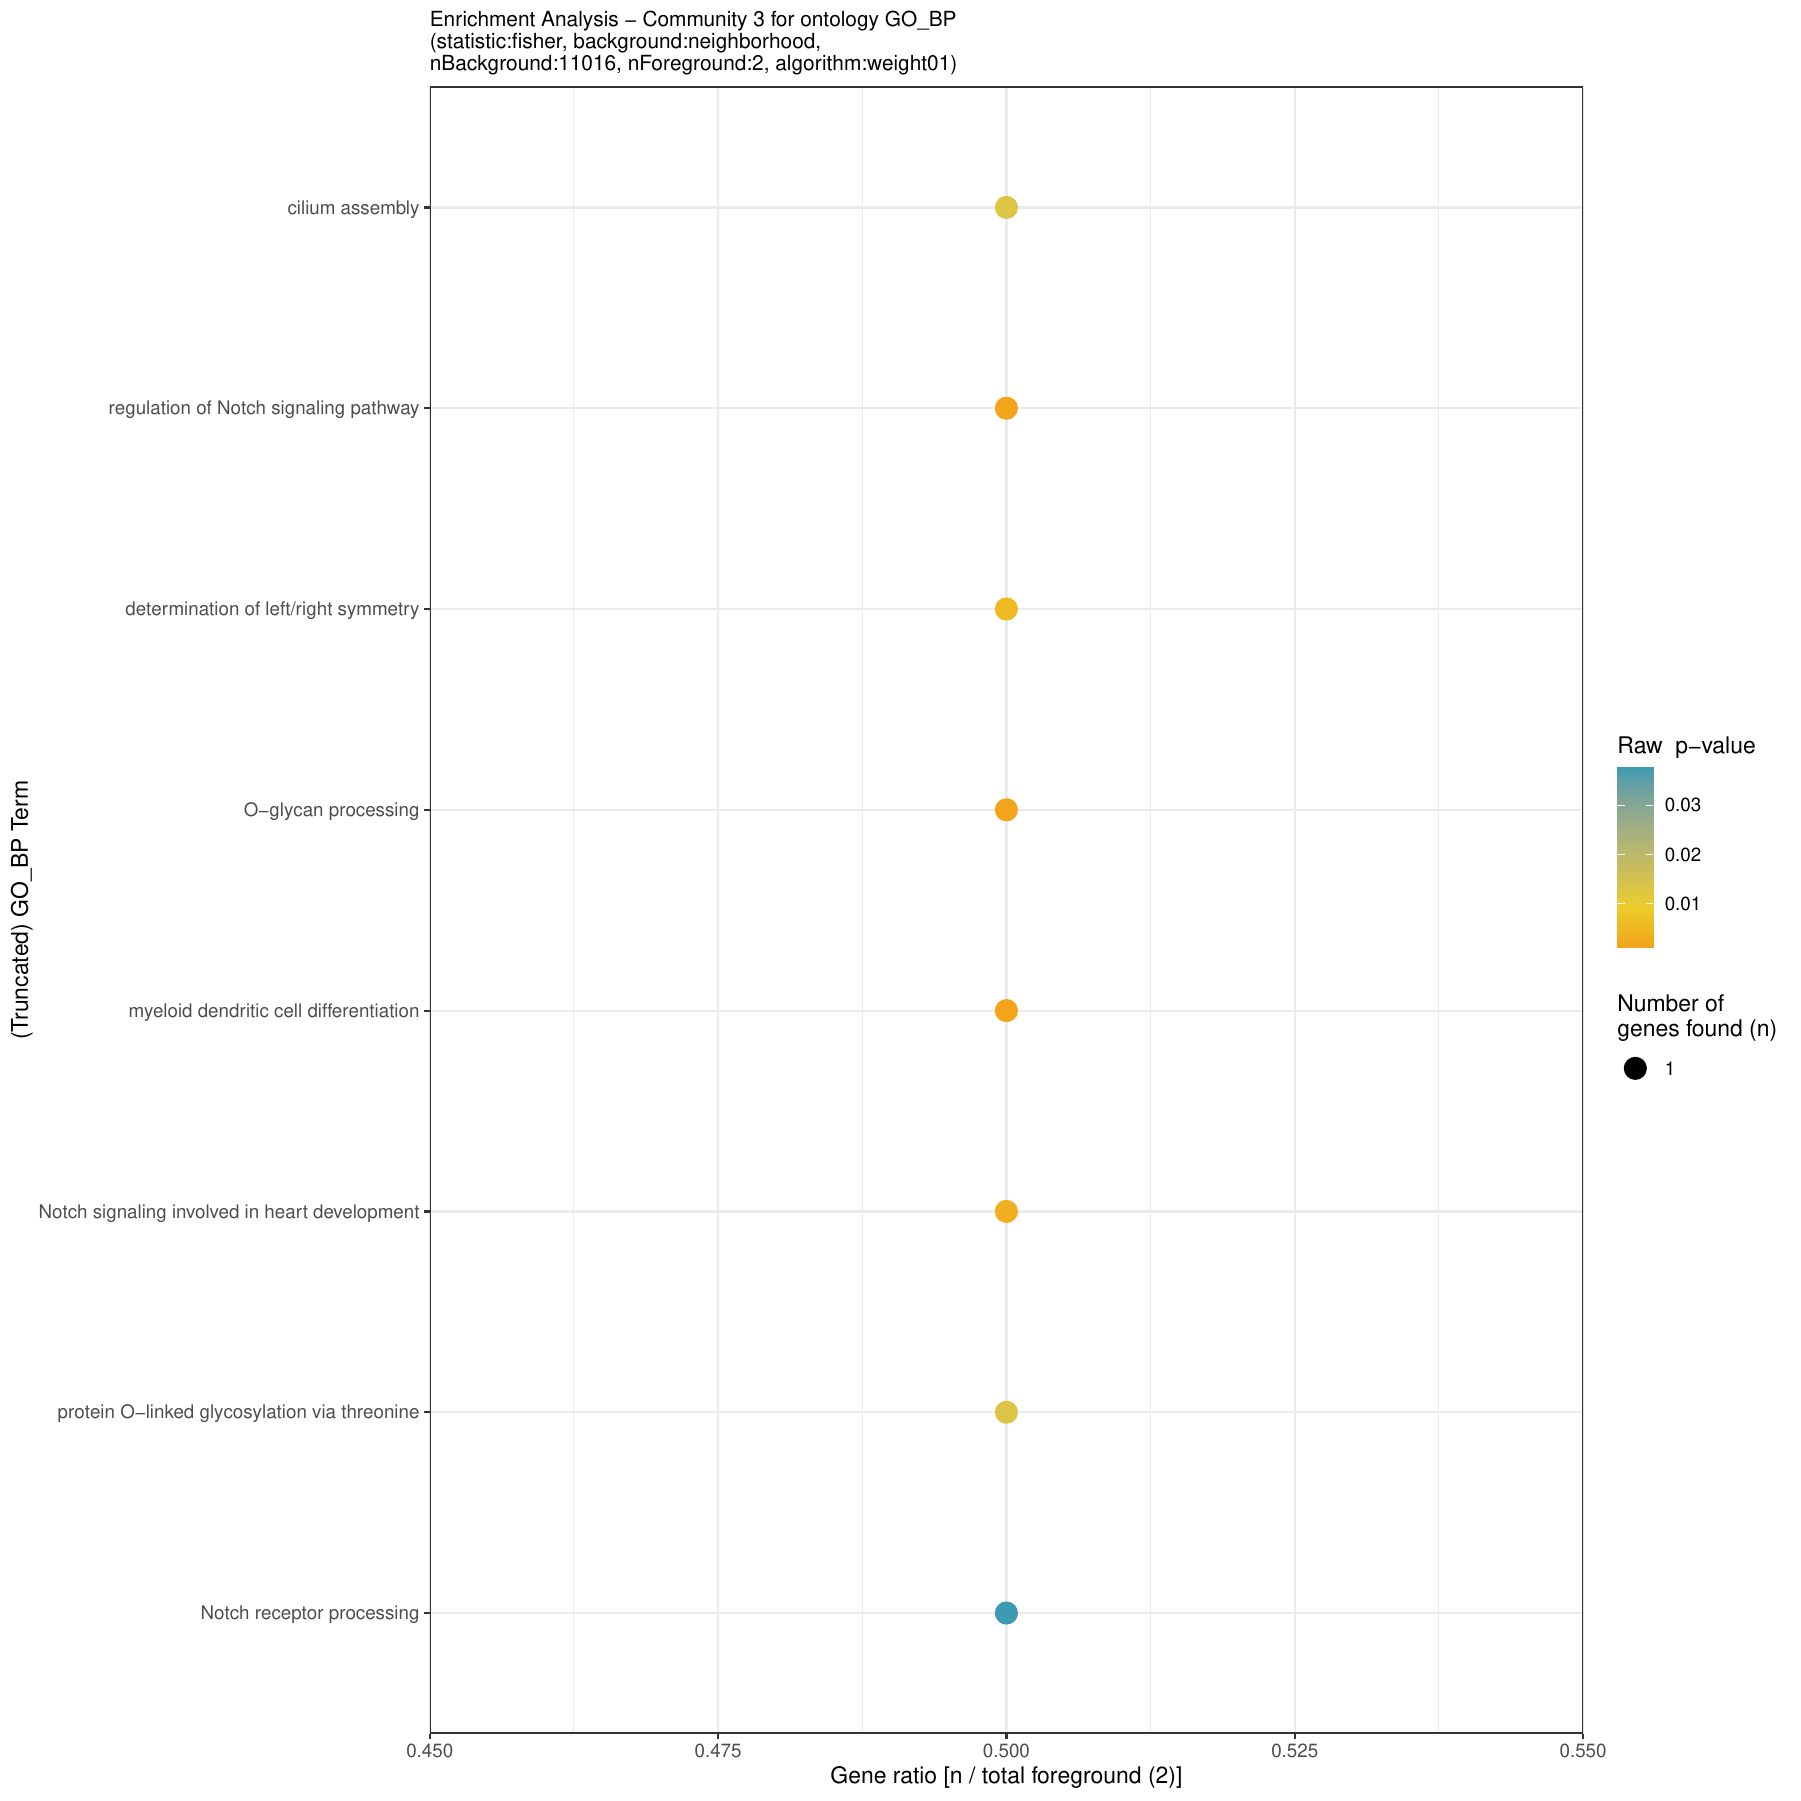 Enrichment Analysis − Community 3 for ontology GO_BP
(statistic:fisher, background:neighborhood,
nBackground:11016, nForeground:2, algorithm:weight01)
(Truncated) GO_BP Term
cilium assembly
regulation of Notch signaling pathway
determination of left/right symmetry
O−glycan processing
myeloid dendritic cell differentiation
Notch signaling involved in heart development
protein O−linked glycosylation via threonine
Notch receptor processing
0.450
0.475
0.500
0.525
0.550
Gene ratio [n / total foreground (2)]
Raw p−value
0.03
0.02
0.01
Number of
genes found (n)
1